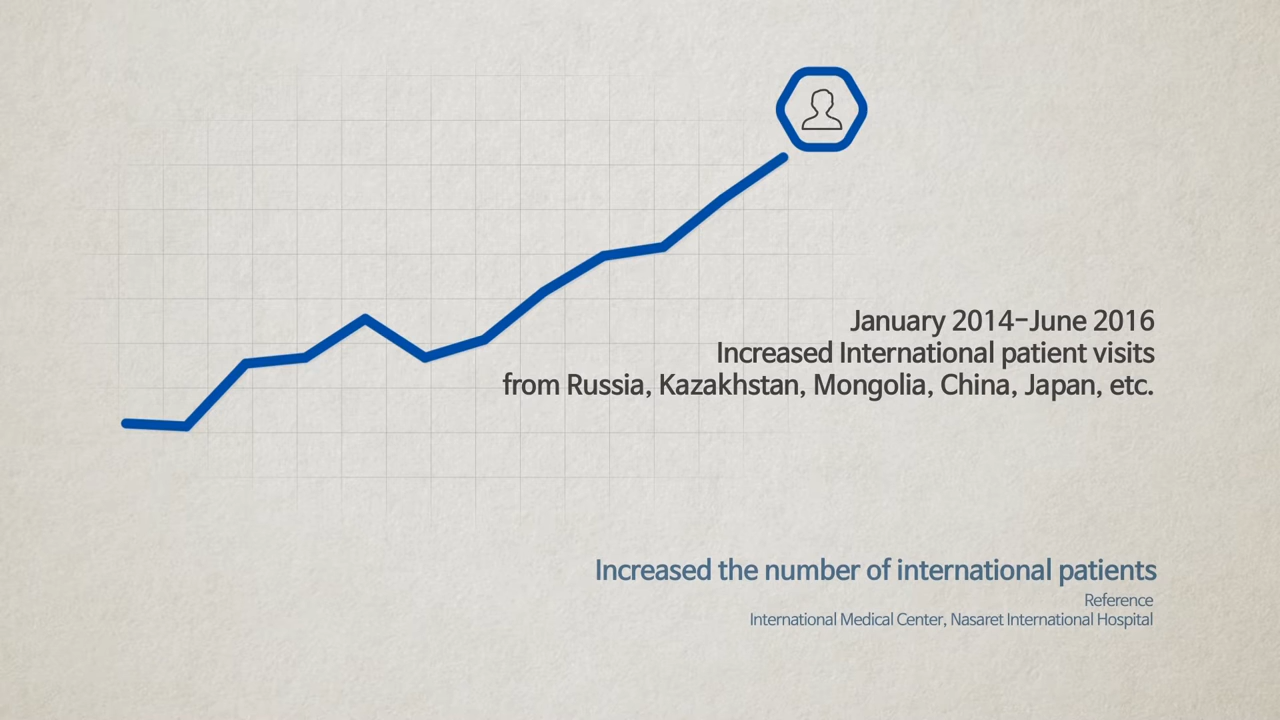 January 2014-June 2016
Increased International patient visits
from Russia, Kazakhstan, Mongolia, China, Japan, etc.
Increased the number of international patients
Reference
International Medical Center, Nasaret International Hospital